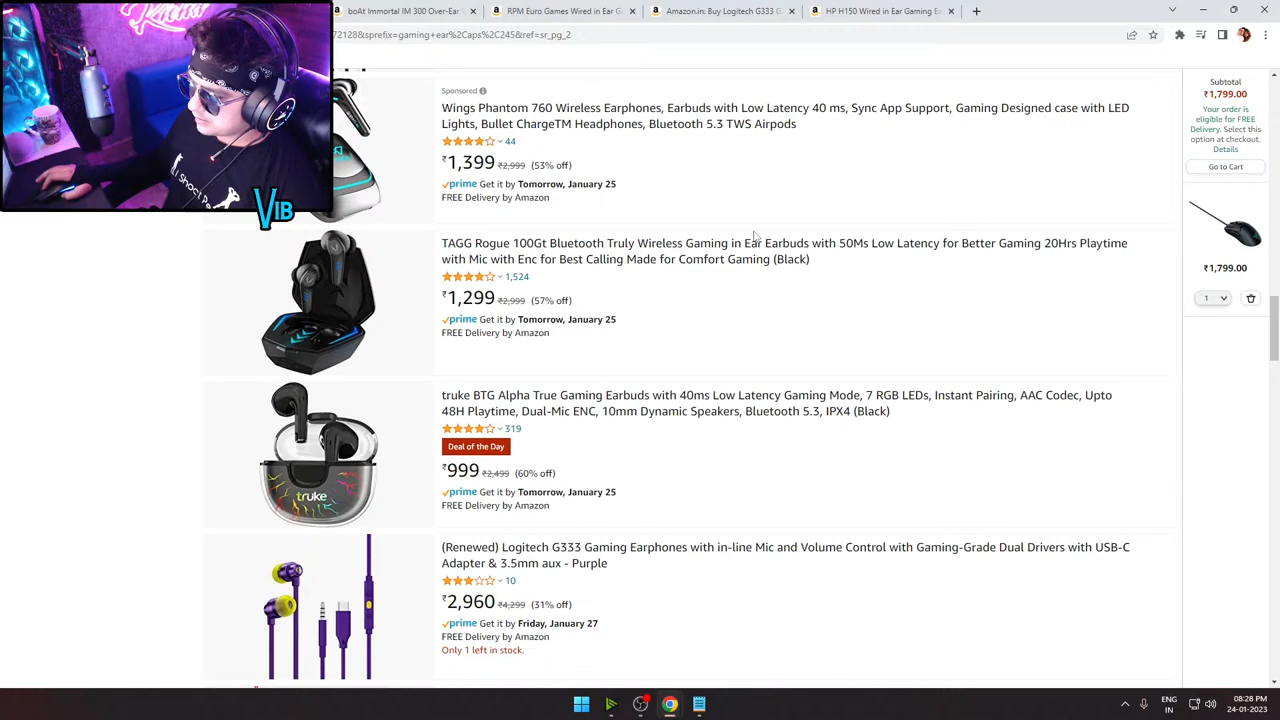 boAt Immortal IM 300 Over-Ear
RPM Euro Games Wired in Ear G
Amazon.in: Buy Logitech G333 G
HP H150 Wired in Ear Gaming Ea
72128&sprefix=gaming+ear%2Caps%2C245&ref=sr_pg_2
VIB
Sponsored
Wings Phantom 760 Wireless Earphones, Earbuds with Low Latency 40 ms, Sync App Support, Gaming Designed case with LED
Lights, Bullet ChargeTM Headphones, Bluetooth 5.3 TWS Airpods
44
₹1,399 ₹2,999 (53% off)
prime Get it by Tomorrow, January 25
FREE Delivery by Amazon
TAGG Rogue 100Gt Bluetooth Truly Wireless Gaming in Ear Earbuds with 50Ms Low Latency for Better Gaming 20Hrs Playtime
with Mic with Enc for Best Calling Made for Comfort Gaming (Black)
1,524
₹1,299 ₹2,999 (57% off)
prime Get it by Tomorrow, January 25
FREE Delivery by Amazon
truke
truke BTG Alpha True Gaming Earbuds with 40ms Low Latency Gaming Mode, 7 RGB LEDs, Instant Pairing, AAC Codec, Upto
48H Playtime, Dual-Mic ENC, 10mm Dynamic Speakers, Bluetooth 5.3, IPX4 (Black)
319
Deal of the Day
₹999 ₹2,499 (60% off)
prime Get it by Tomorrow, January 25
FREE Delivery by Amazon
(Renewed) Logitech G333 Gaming Earphones with in-line Mic and Volume Control with Gaming-Grade Dual Drivers with USB-C
Adapter & 3.5mm aux - Purple
10
₹2,960 ₹4,299 (31% off)
prime Get it by Friday, January 27
FREE Delivery by Amazon
Only 1 left in stock.
Subtotal
₹1,799.00
Your order is
eligible for FREE
Delivery. Select this
option at checkout.
Details
Go to Cart
₹1,799.00
1
ENG
IN
08:28 PM
24-01-2023